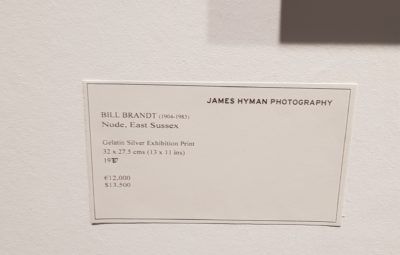 JAMES HYMAN PHOTOGRAPHY
BILL BRANDT (1904-1983)
Nude, East Sussex
Gelatin Silver Exhibition Print
32 x 27.5 cms (13 x 11 ins)
€12,000
$13,500